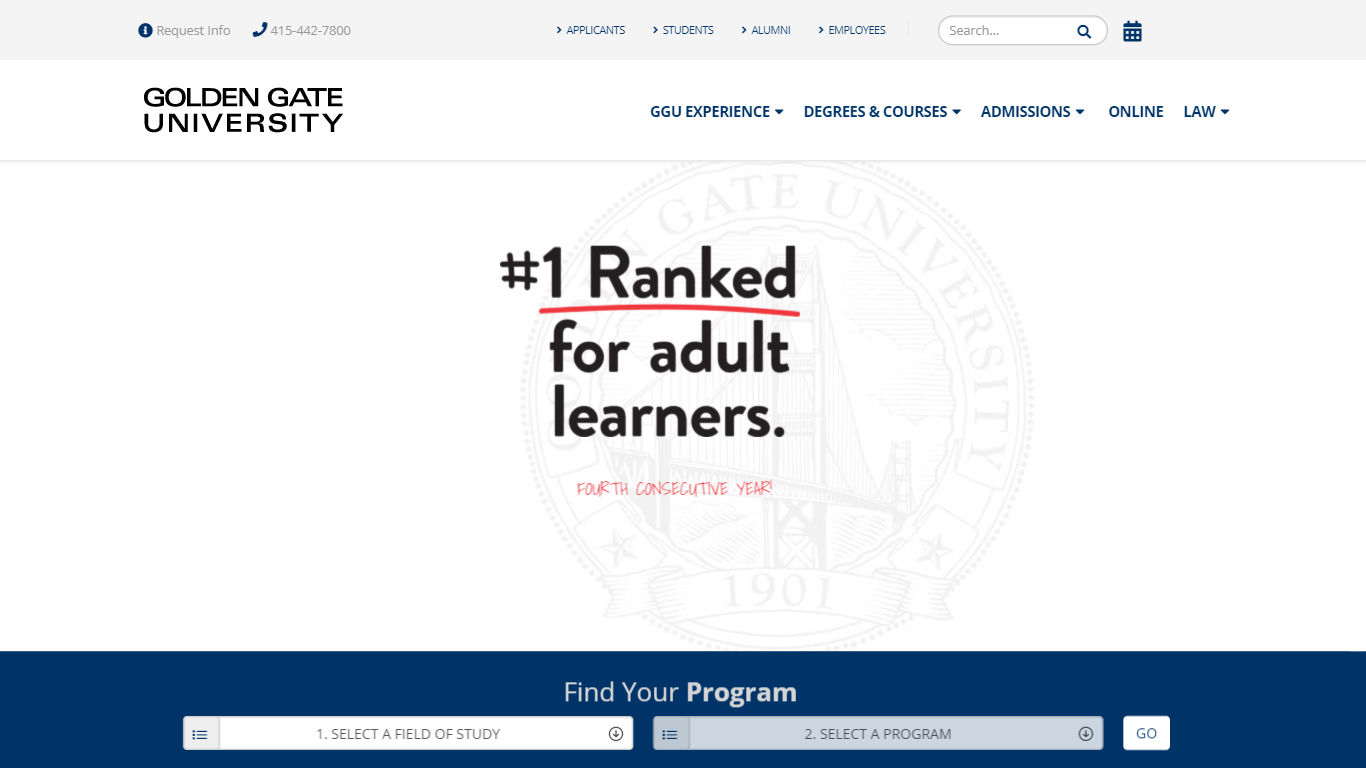 Request Info
415-442-7800
APPLICANTS
STUDENTS
ALUMNI
EMPLOYEES
Search...
GOLDEN GATE
UNIVERSITY
GGU EXPERIENCE
DEGREES & COURSES
ADMISSIONS
ONLINE
LAW
GOLDEN GATE UNIVERSITY
#1 Ranked
for adult
learners.
FOURTH CONSECUTIVE YEAR!
1901
Find Your Program
1. SELECT A FIELD OF STUDY
2. SELECT A PROGRAM
GO